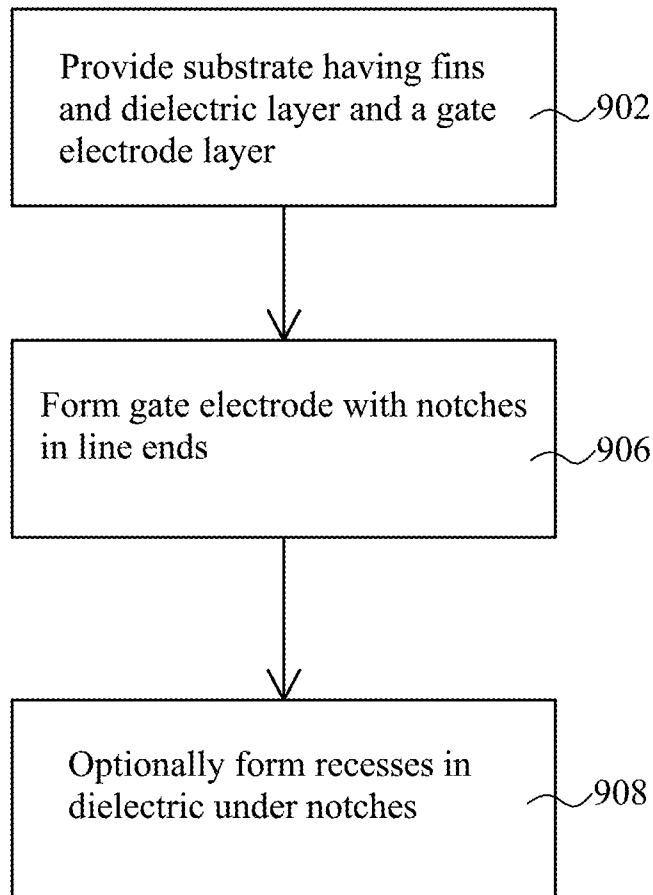 Provide substrate having fins
and dielectric layer and a gate
electrode layer
902
Form gate electrode with notches
in line ends
906
Optionally form recesses in
dielectric under notches
908